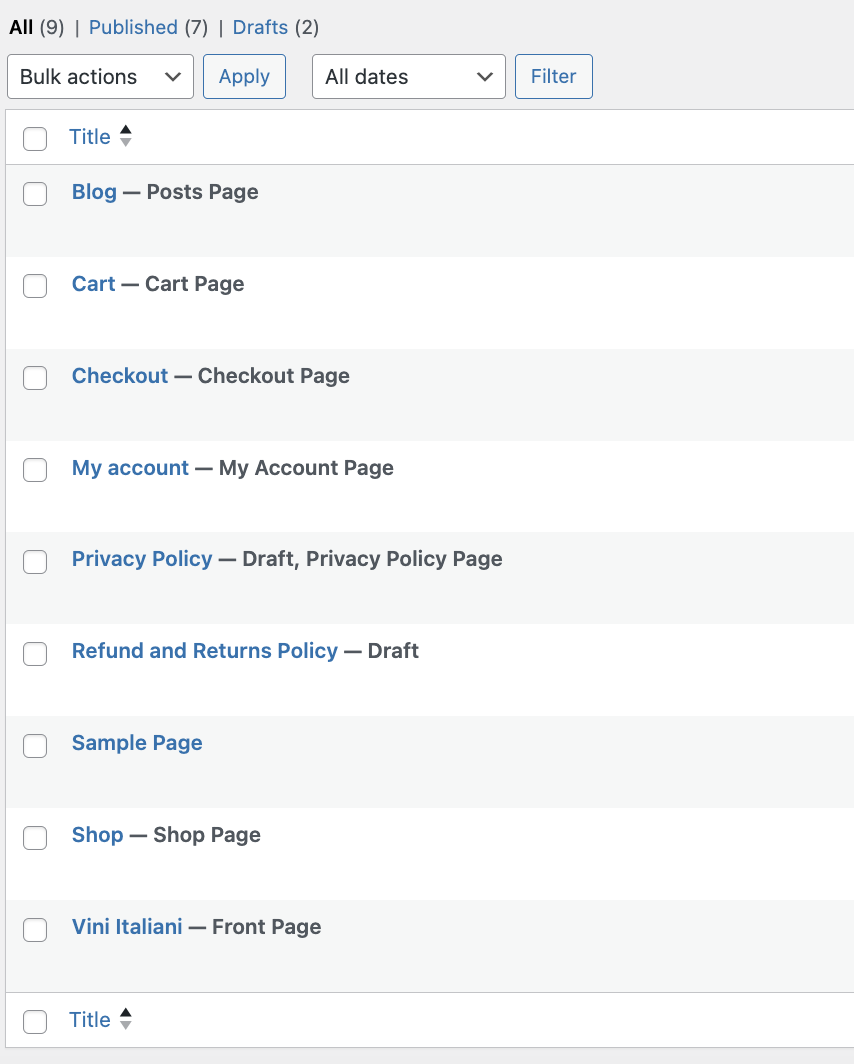 All (9) | Published (7) | Drafts (2)
Bulk actions Apply All dates Filter
Title
Blog — Posts Page
Cart — Cart Page
Checkout — Checkout Page
My account — My Account Page
Privacy Policy — Draft, Privacy Policy Page
Refund and Returns Policy — Draft
Sample Page
Shop — Shop Page
Vini Italiani — Front Page
Title